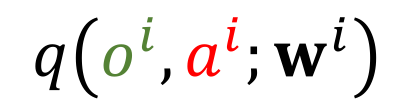 q(oⁱ, aⁱ; 𝐰ⁱ)